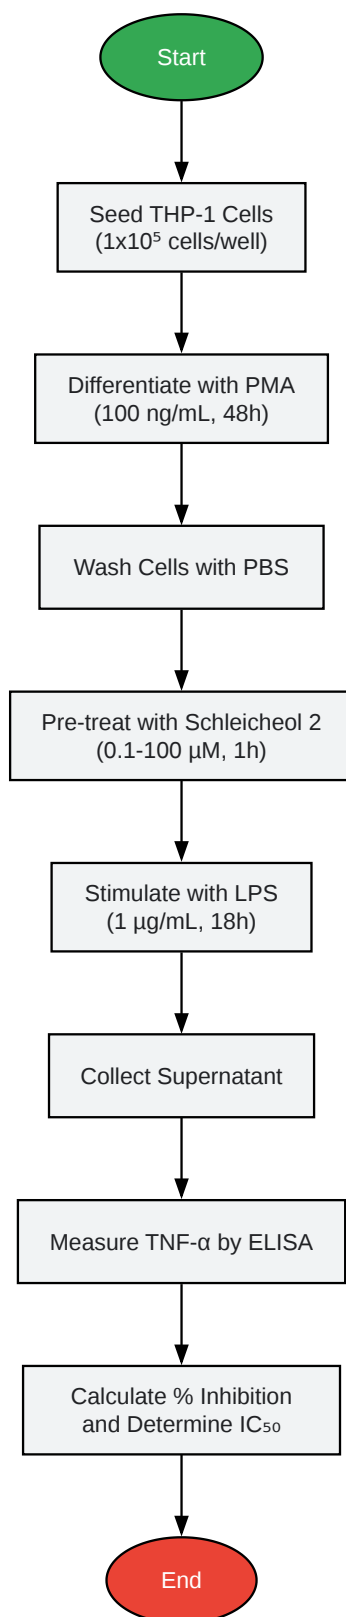 Start
Seed THP-1 Cells
(1x10⁵ cells/well)
Differentiate with PMA
(100 ng/mL, 48h)
Wash Cells with PBS
Pre-treat with Schleicheol 2
(0.1-100 µM, 1h)
Stimulate with LPS
(1 µg/mL, 18h)
Collect Supernatant
Measure TNF-α by ELISA
Calculate % Inhibition
and Determine IC₅₀
End